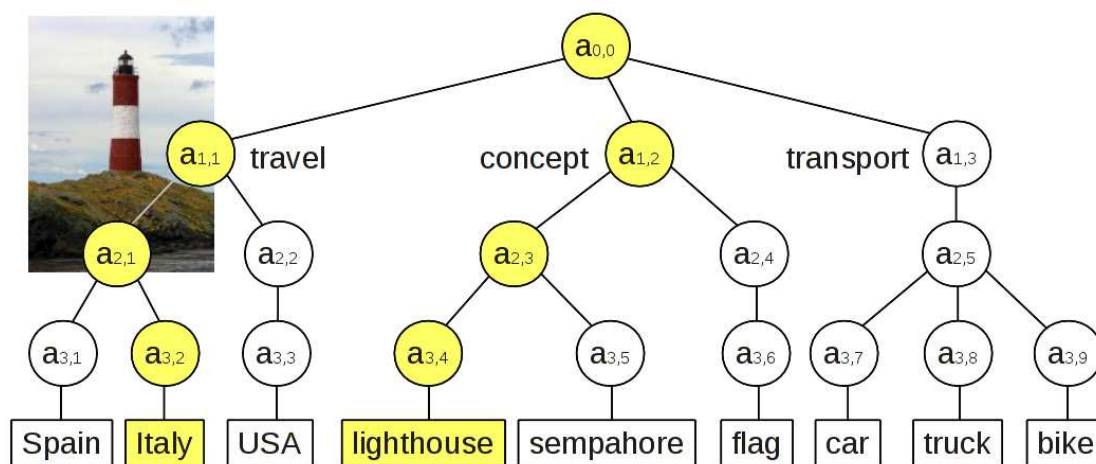 a0,0
a1,1 travel concept a1,2 transport a1,3
a2,1 a2,2 a2,3 a2,4 a2,5
a3,1 a3,2 a3,3 a3,4 a3,5 a3,6 a3,7 a3,8 a3,9
Spain Italy USA lighthouse sempahore flag car truck bike